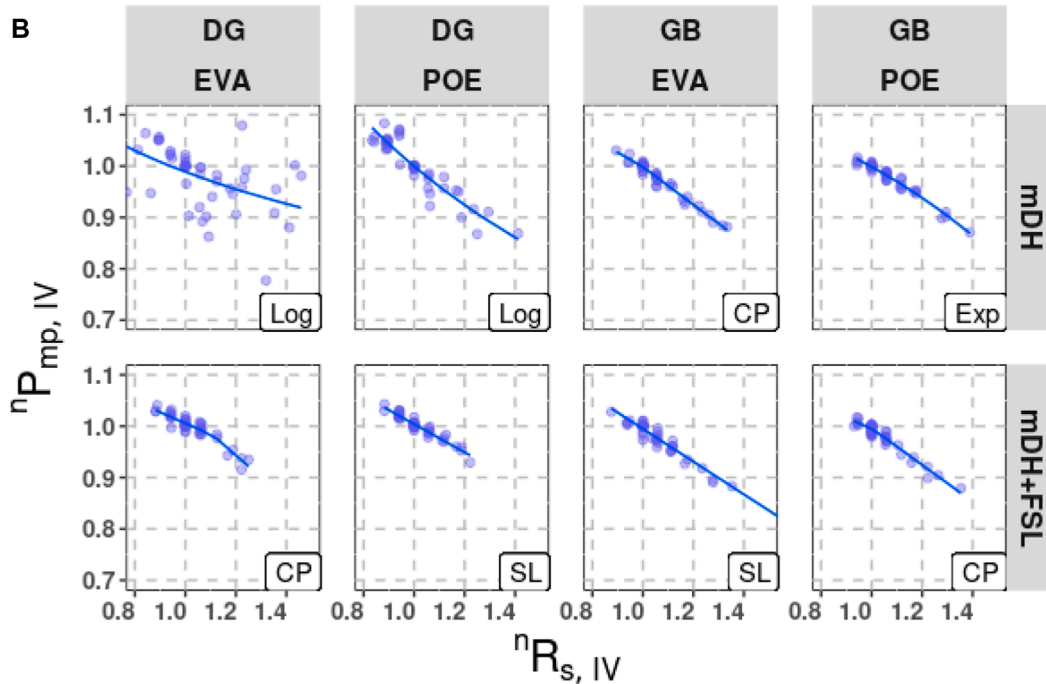 B
DG DG GB GB
EVA POE EVA POE
1.1
1.0
0.9
0.8
0.7
Log Log CP Exp
mDH
1.1
1.0
0.9
0.8
0.7
CP SL SL CP
mDH+FSL
0.8 1.0 1.2 1.4 0.8 1.0 1.2 1.4 0.8 1.0 1.2 1.4 0.8 1.0 1.2 1.4
nPmp, IV
nRs, IV